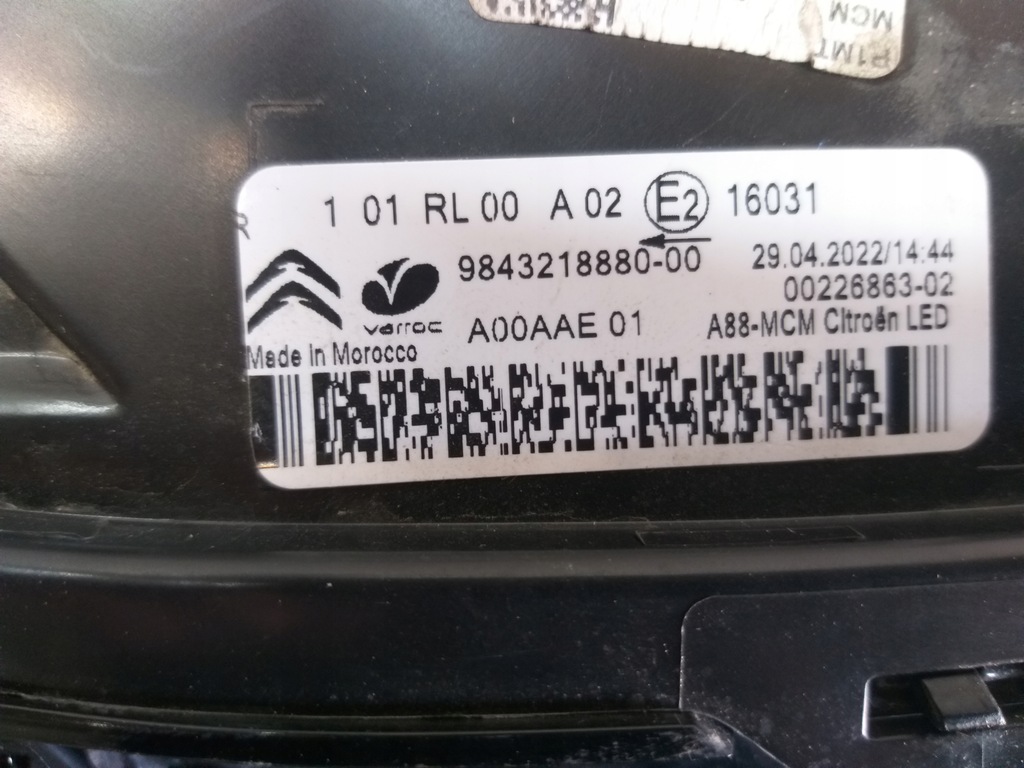 MCM
P1MT
R 1 01 RL 00 A 02 E2 16031
9843218880-00 29.04.2022/14:44
00226863-02
varroc A00AAE 01 A88-MCM Citroën LED
Made In Morocco